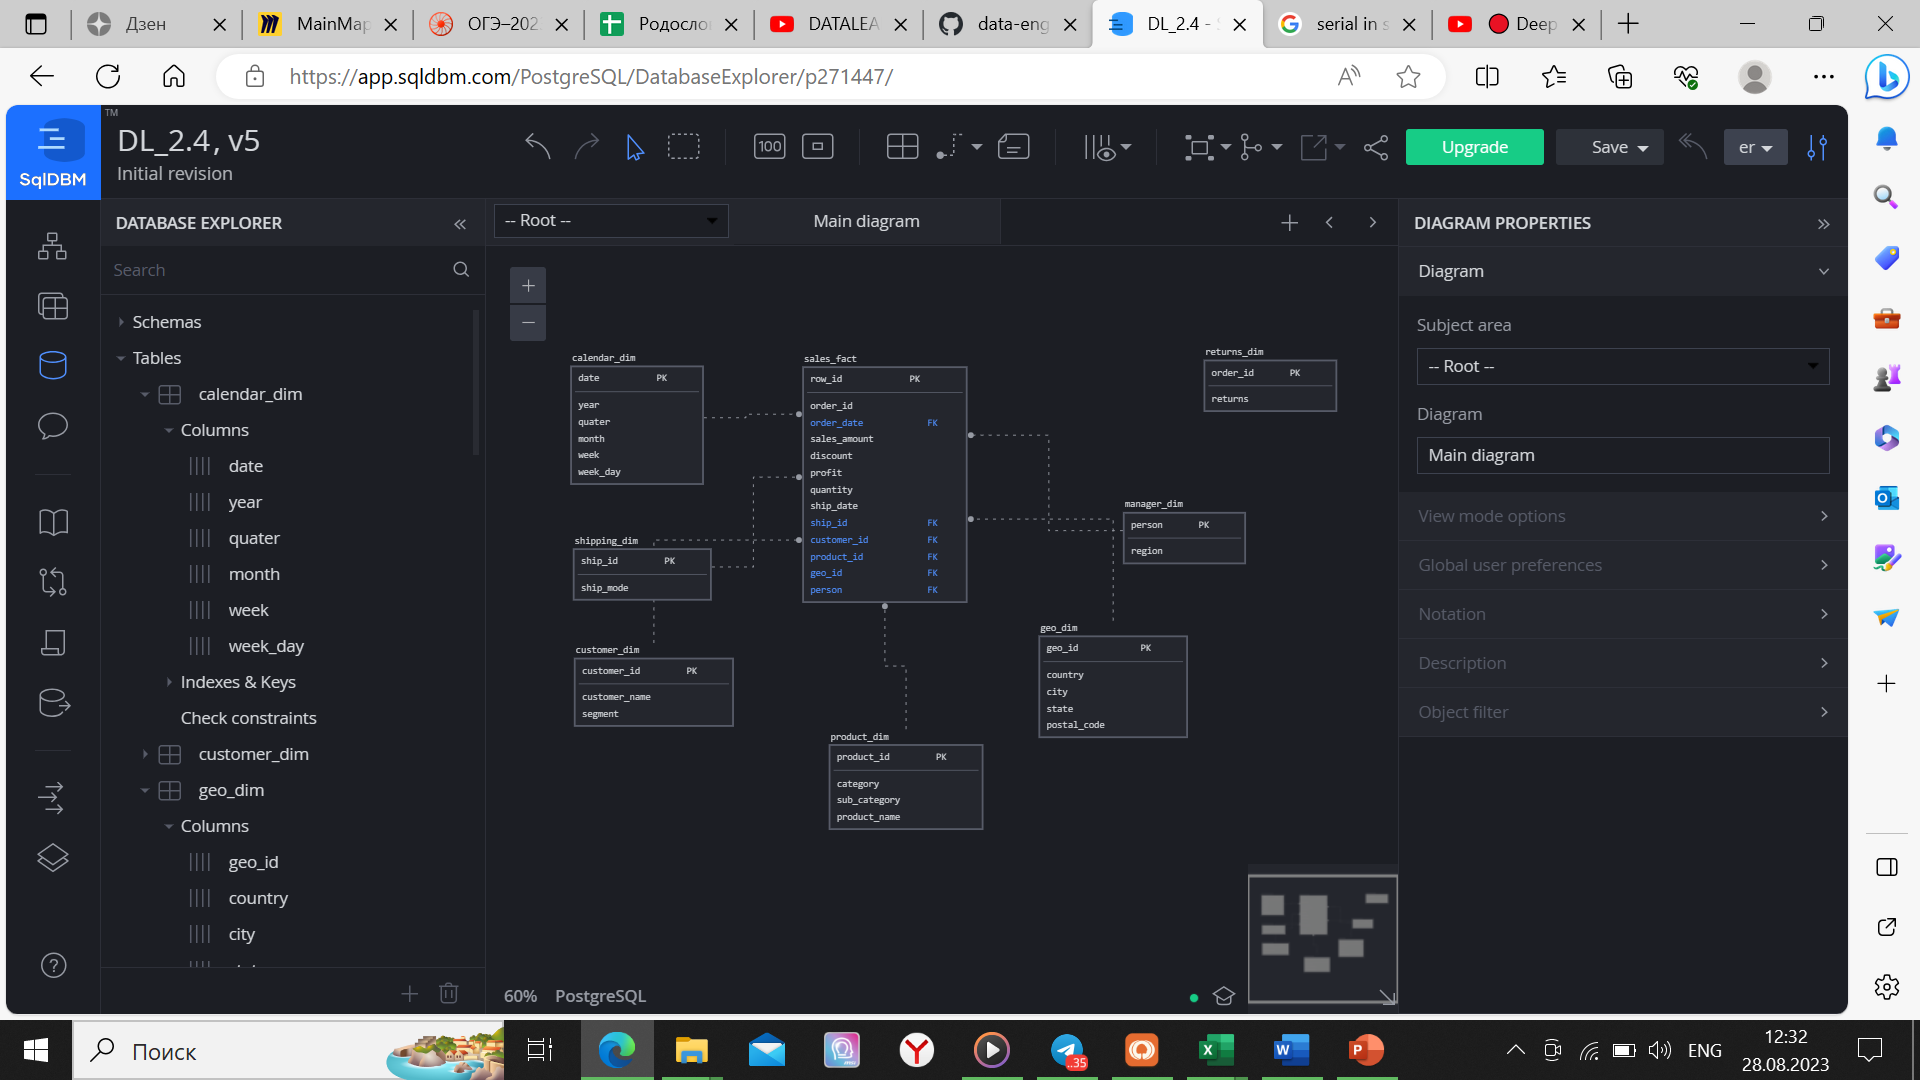 Дзен
MainMap
ОГЭ–202
Родосло
DATALEA
data-eng
DL_2.4 - S
serial in s
Deep
https://app.sqldbm.com/PostgreSQL/DatabaseExplorer/p271447/
SqlDBM
TM
DL_2.4, v5
Initial revision
100
Upgrade
Save
er
DATABASE EXPLORER
Search
Schemas
Tables
calendar_dim
Columns
date
year
quater
month
week
week_day
Indexes & Keys
Check constraints
customer_dim
geo_dim
Columns
geo_id
country
city
-- Root --
Main diagram
calendar_dim
date PK
year
quater
month
week
week_day
sales_fact
row_id PK
order_id
order_date FK
sales_amount
discount
profit
quantity
ship_date
ship_id FK
customer_id FK
product_id FK
geo_id FK
person FK
returns_dim
order_id PK
returns
manager_dim
person PK
region
shipping_dim
ship_id PK
ship_mode
customer_dim
customer_id PK
customer_name
segment
geo_dim
geo_id PK
country
city
state
postal_code
product_dim
product_id PK
category
sub_category
product_name
60% PostgreSQL
DIAGRAM PROPERTIES
Diagram
Subject area
-- Root --
Diagram
Main diagram
View mode options
Global user preferences
Notation
Description
Object filter
Поиск
..35
ENG
12:32
28.08.2023